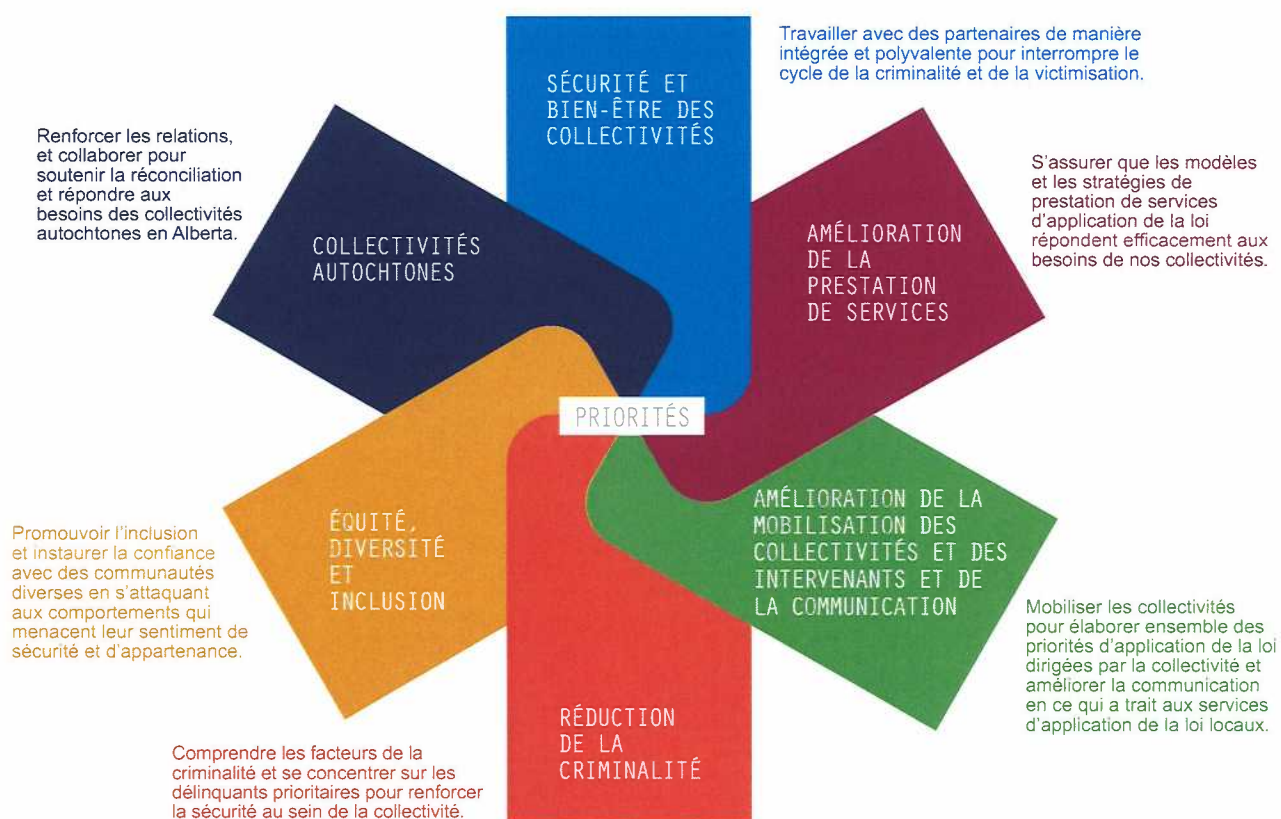 SÉCURITÉ ET
BIEN-ÊTRE DES
COLLECTIVITÉS
Travailler avec des partenaires de manière
intégrée et polyvalente pour interrompre le
cycle de la criminalité et de la victimisation.
AMÉLIORATION
DE LA
PRESTATION
DE SERVICES
S'assurer que les modèles
et les stratégies de
prestation de services
d'application de la loi
répondent efficacement aux
besoins de nos collectivités.
AMÉLIORATION DE LA
MOBILISATION DES
COLLECTIVITÉS ET DES
INTERVENANTS ET DE
LA COMMUNICATION
Mobiliser les collectivités
pour élaborer ensemble des
priorités d'application de la loi
dirigées par la collectivité et
améliorer la communication
en ce qui a trait aux services
d'application de la loi locaux.
RÉDUCTION
DE LA
CRIMINALITÉ
Comprendre les facteurs de la
criminalité et se concentrer sur les
délinquants prioritaires pour renforcer
la sécurité au sein de la collectivité.
ÉQUITÉ,
DIVERSITÉ
ET
INCLUSION
Promouvoir l'inclusion
et instaurer la confiance
avec des communautés
diverses en s'attaquant
aux comportements qui
menacent leur sentiment de
sécurité et d'appartenance.
COLLECTIVITÉS
AUTOCHTONES
Renforcer les relations,
et collaborer pour
soutenir la réconciliation
et répondre aux
besoins des collectivités
autochtones en Alberta.
PRIORITÉS